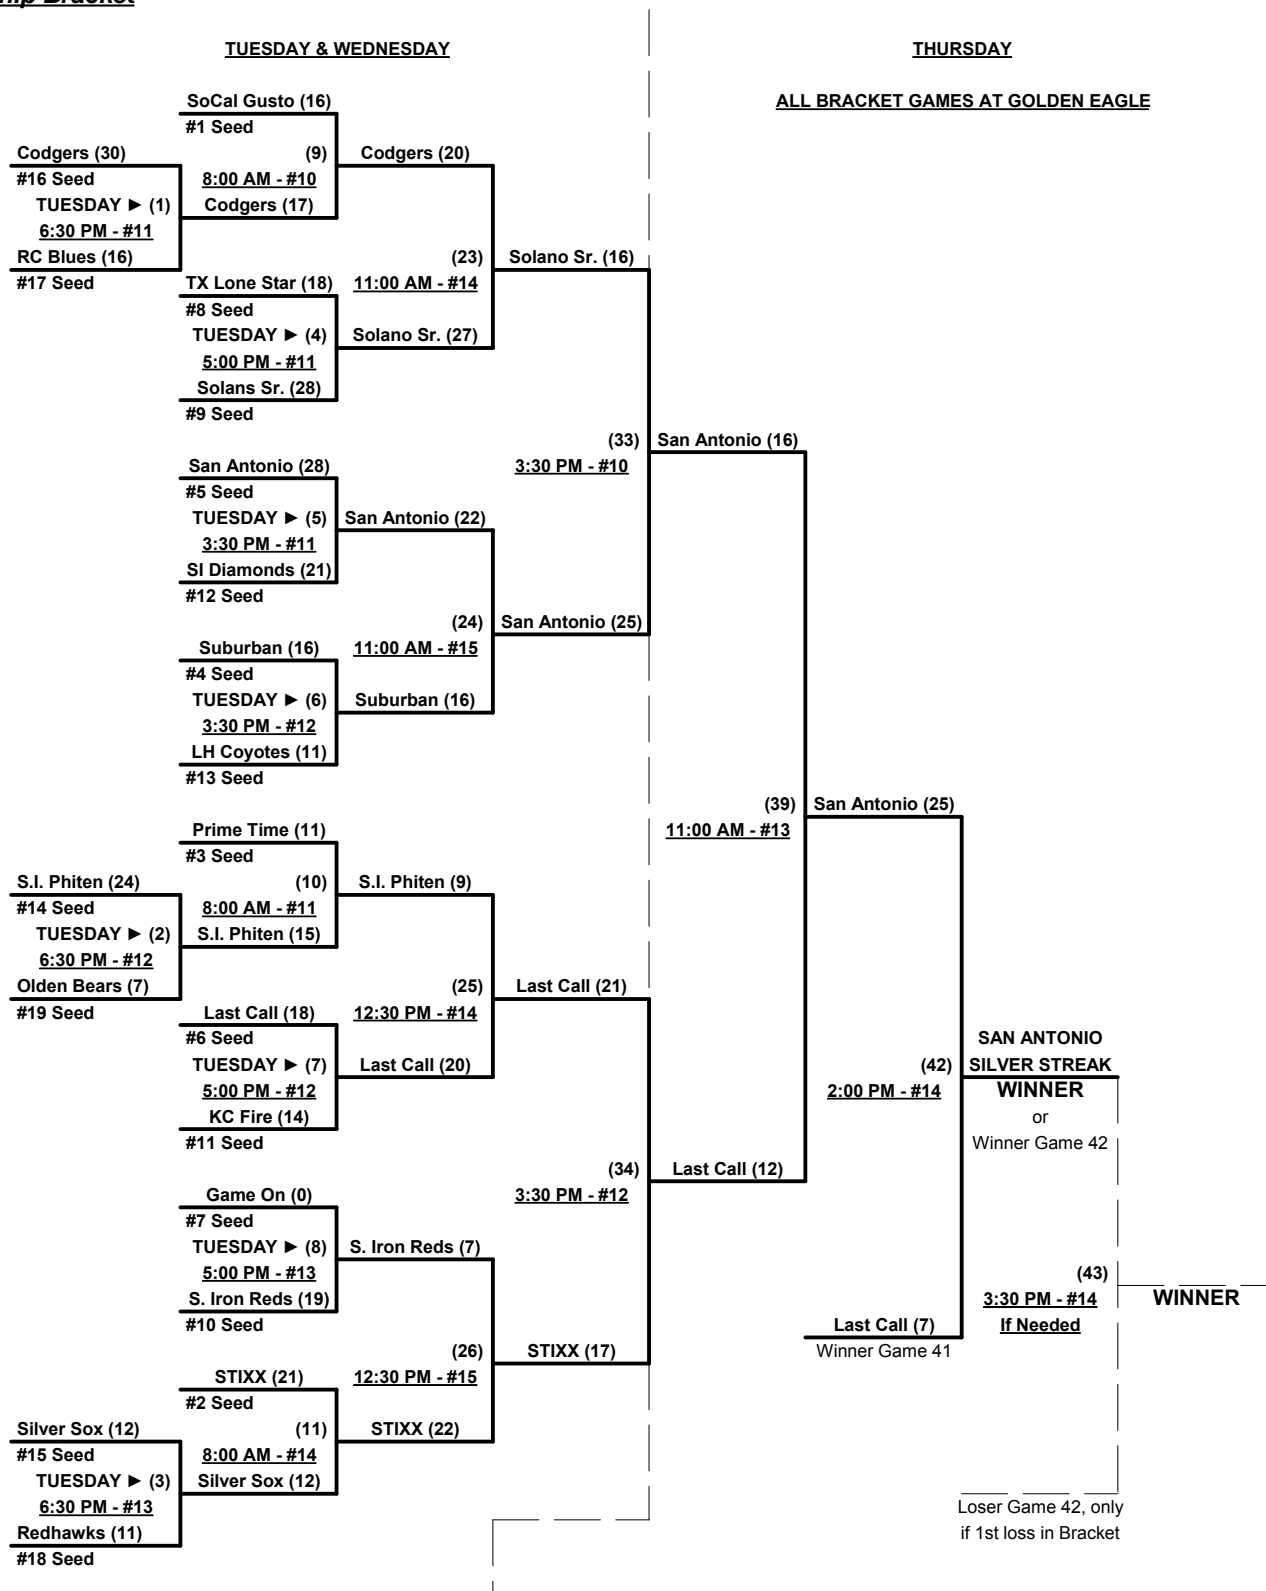 TUESDAY & WEDNESDAY
THURSDAY
SoCal Gusto (16)
ALL BRACKET GAMES AT GOLDEN EAGLE
#1 Seed
Codgers (30)
(9)
Codgers (20)
#16 Seed
8:00 AM - #10
TUESDAY ► (1)
Codgers (17)
6:30 PM - #11
RC Blues (16)
(23)
Solano Sr. (16)
#17 Seed
TX Lone Star (18)
11:00 AM - #14
#8 Seed
TUESDAY ► (4)
Solano Sr. (27)
5:00 PM - #11
Solans Sr. (28)
#9 Seed
(33)
San Antonio (16)
San Antonio (28)
3:30 PM - #10
#5 Seed
TUESDAY ► (5)
San Antonio (22)
3:30 PM - #11
SI Diamonds (21)
#12 Seed
(24)
San Antonio (25)
Suburban (16)
11:00 AM - #15
#4 Seed
TUESDAY ► (6)
Suburban (16)
3:30 PM - #12
LH Coyotes (11)
#13 Seed
(39)
San Antonio (25)
Prime Time (11)
11:00 AM - #13
#3 Seed
S.I. Phiten (24)
(10)
S.I. Phiten (9)
#14 Seed
8:00 AM - #11
TUESDAY ► (2)
S.I. Phiten (15)
6:30 PM - #12
Olden Bears (7)
(25)
Last Call (21)
#19 Seed
Last Call (18)
12:30 PM - #14
#6 Seed
SAN ANTONIO
TUESDAY ► (7)
Last Call (20)
(42)
SILVER STREAK
5:00 PM - #12
2:00 PM - #14
WINNER
KC Fire (14)
or
#11 Seed
Winner Game 42
(34)
Last Call (12)
Game On (0)
3:30 PM - #12
#7 Seed
TUESDAY ► (8)
S. Iron Reds (7)
5:00 PM - #13
(43)
S. Iron Reds (19)
3:30 PM - #14
WINNER
#10 Seed
Last Call (7)
If Needed
(26)
STIXX (17)
Winner Game 41
STIXX (21)
12:30 PM - #15
#2 Seed
Silver Sox (12)
(11)
STIXX (22)
#15 Seed
8:00 AM - #14
TUESDAY ► (3)
Silver Sox (12)
6:30 PM - #13
Loser Game 42, only
Redhawks (11)
if 1st loss in Bracket
#18 Seed